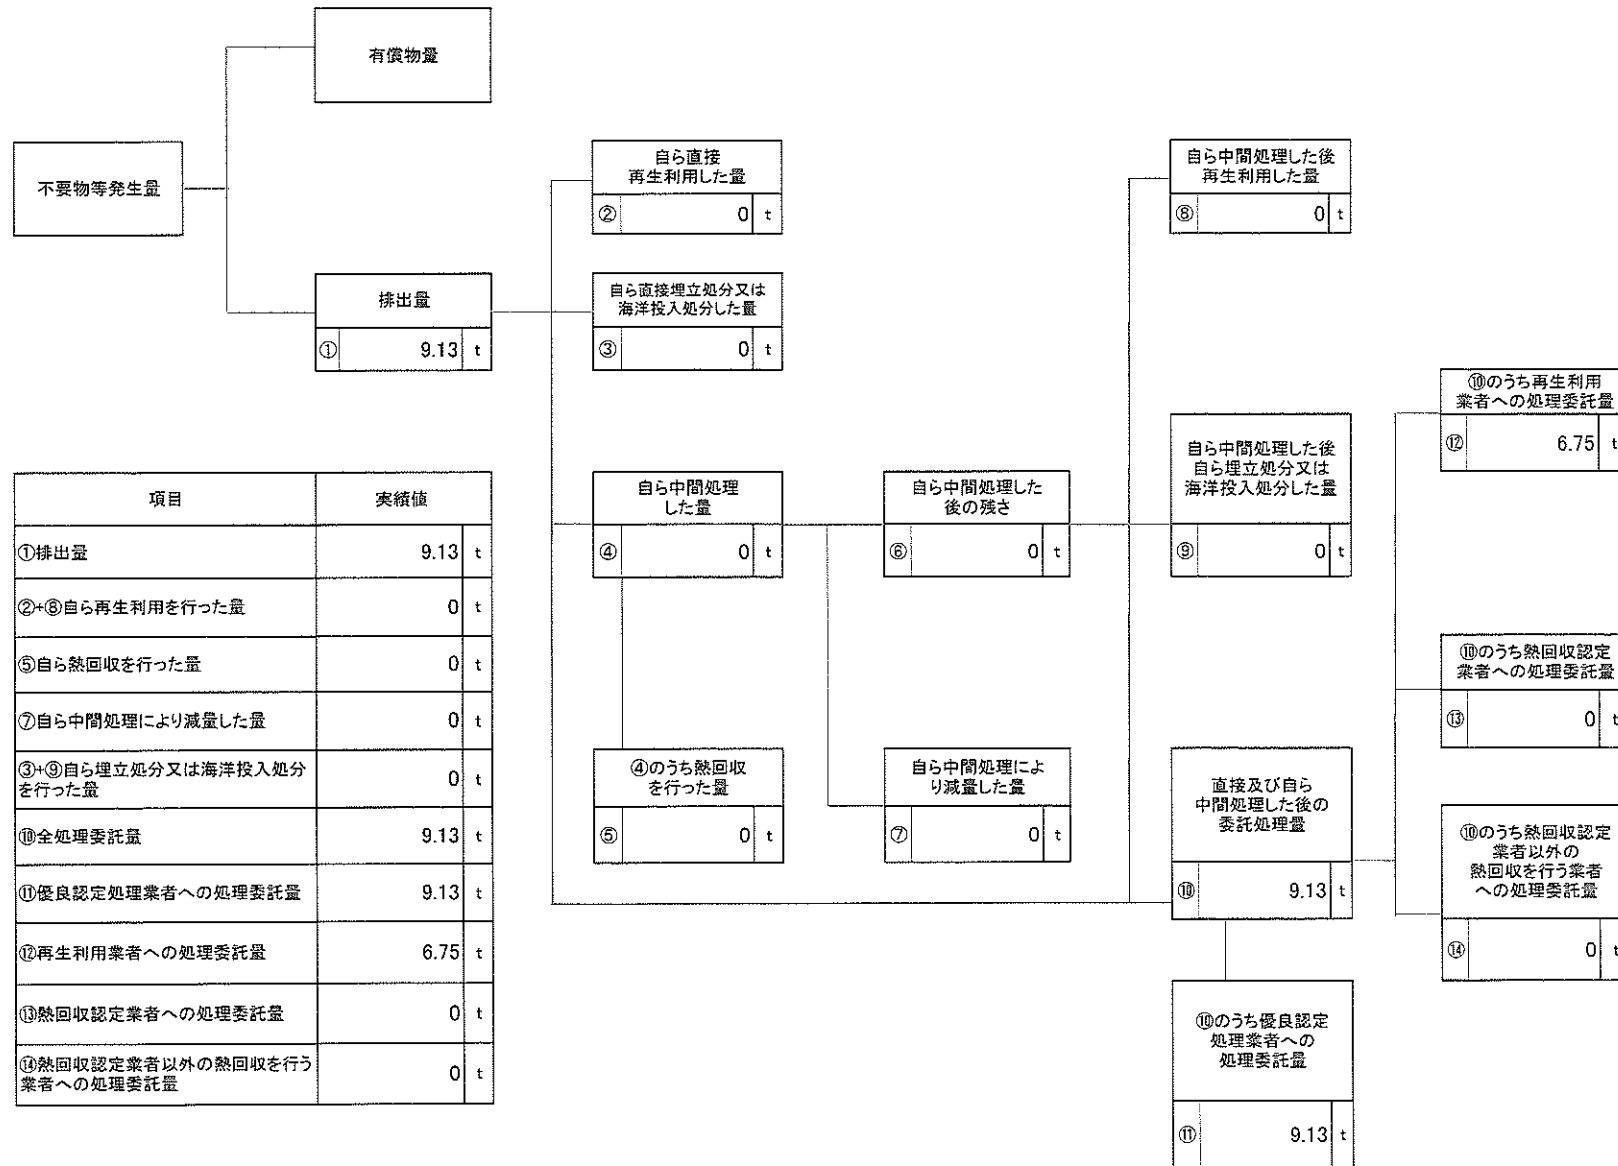 有償物量
不要物等発生量
排出量
① 9.13 t
自ら直接
再生利用した量
② 0 t
自ら直接埋立処分又は
海洋投入処分した量
③ 0 t
自ら中間処理
した量
④ 0 t
④のうち熱回収
を行った量
⑤ 0 t
自ら中間処理した
後の残さ
⑥ 0 t
自ら中間処理によ
り減量した量
⑦ 0 t
自ら中間処理した後
再生利用した量
⑧ 0 t
自ら中間処理した後
自ら埋立処分又は
海洋投入処分した量
⑨ 0 t
直接及び自ら
中間処理した後の
委託処理量
⑩ 9.13 t
⑩のうち優良認定
処理業者への
処理委託量
⑪ 9.13 t
⑩のうち再生利用
業者への処理委託量
⑫ 6.75 t
⑩のうち熱回収認定
業者への処理委託量
⑬ 0 t
⑩のうち熱回収認定
業者以外の
熱回収を行う業者
への処理委託量
⑭ 0 t
項目 実績値
①排出量 9.13 t
②+⑧自ら再生利用を行った量 0 t
⑤自ら熱回収を行った量 0 t
⑦自ら中間処理により減量した量 0 t
③+⑨自ら埋立処分又は海洋投入処分
を行った量 0 t
⑩全処理委託量 9.13 t
⑪優良認定処理業者への処理委託量 9.13 t
⑫再生利用業者への処理委託量 6.75 t
⑬熱回収認定業者への処理委託量 0 t
⑭熱回収認定業者以外の熱回収を行う
業者への処理委託量 0 t